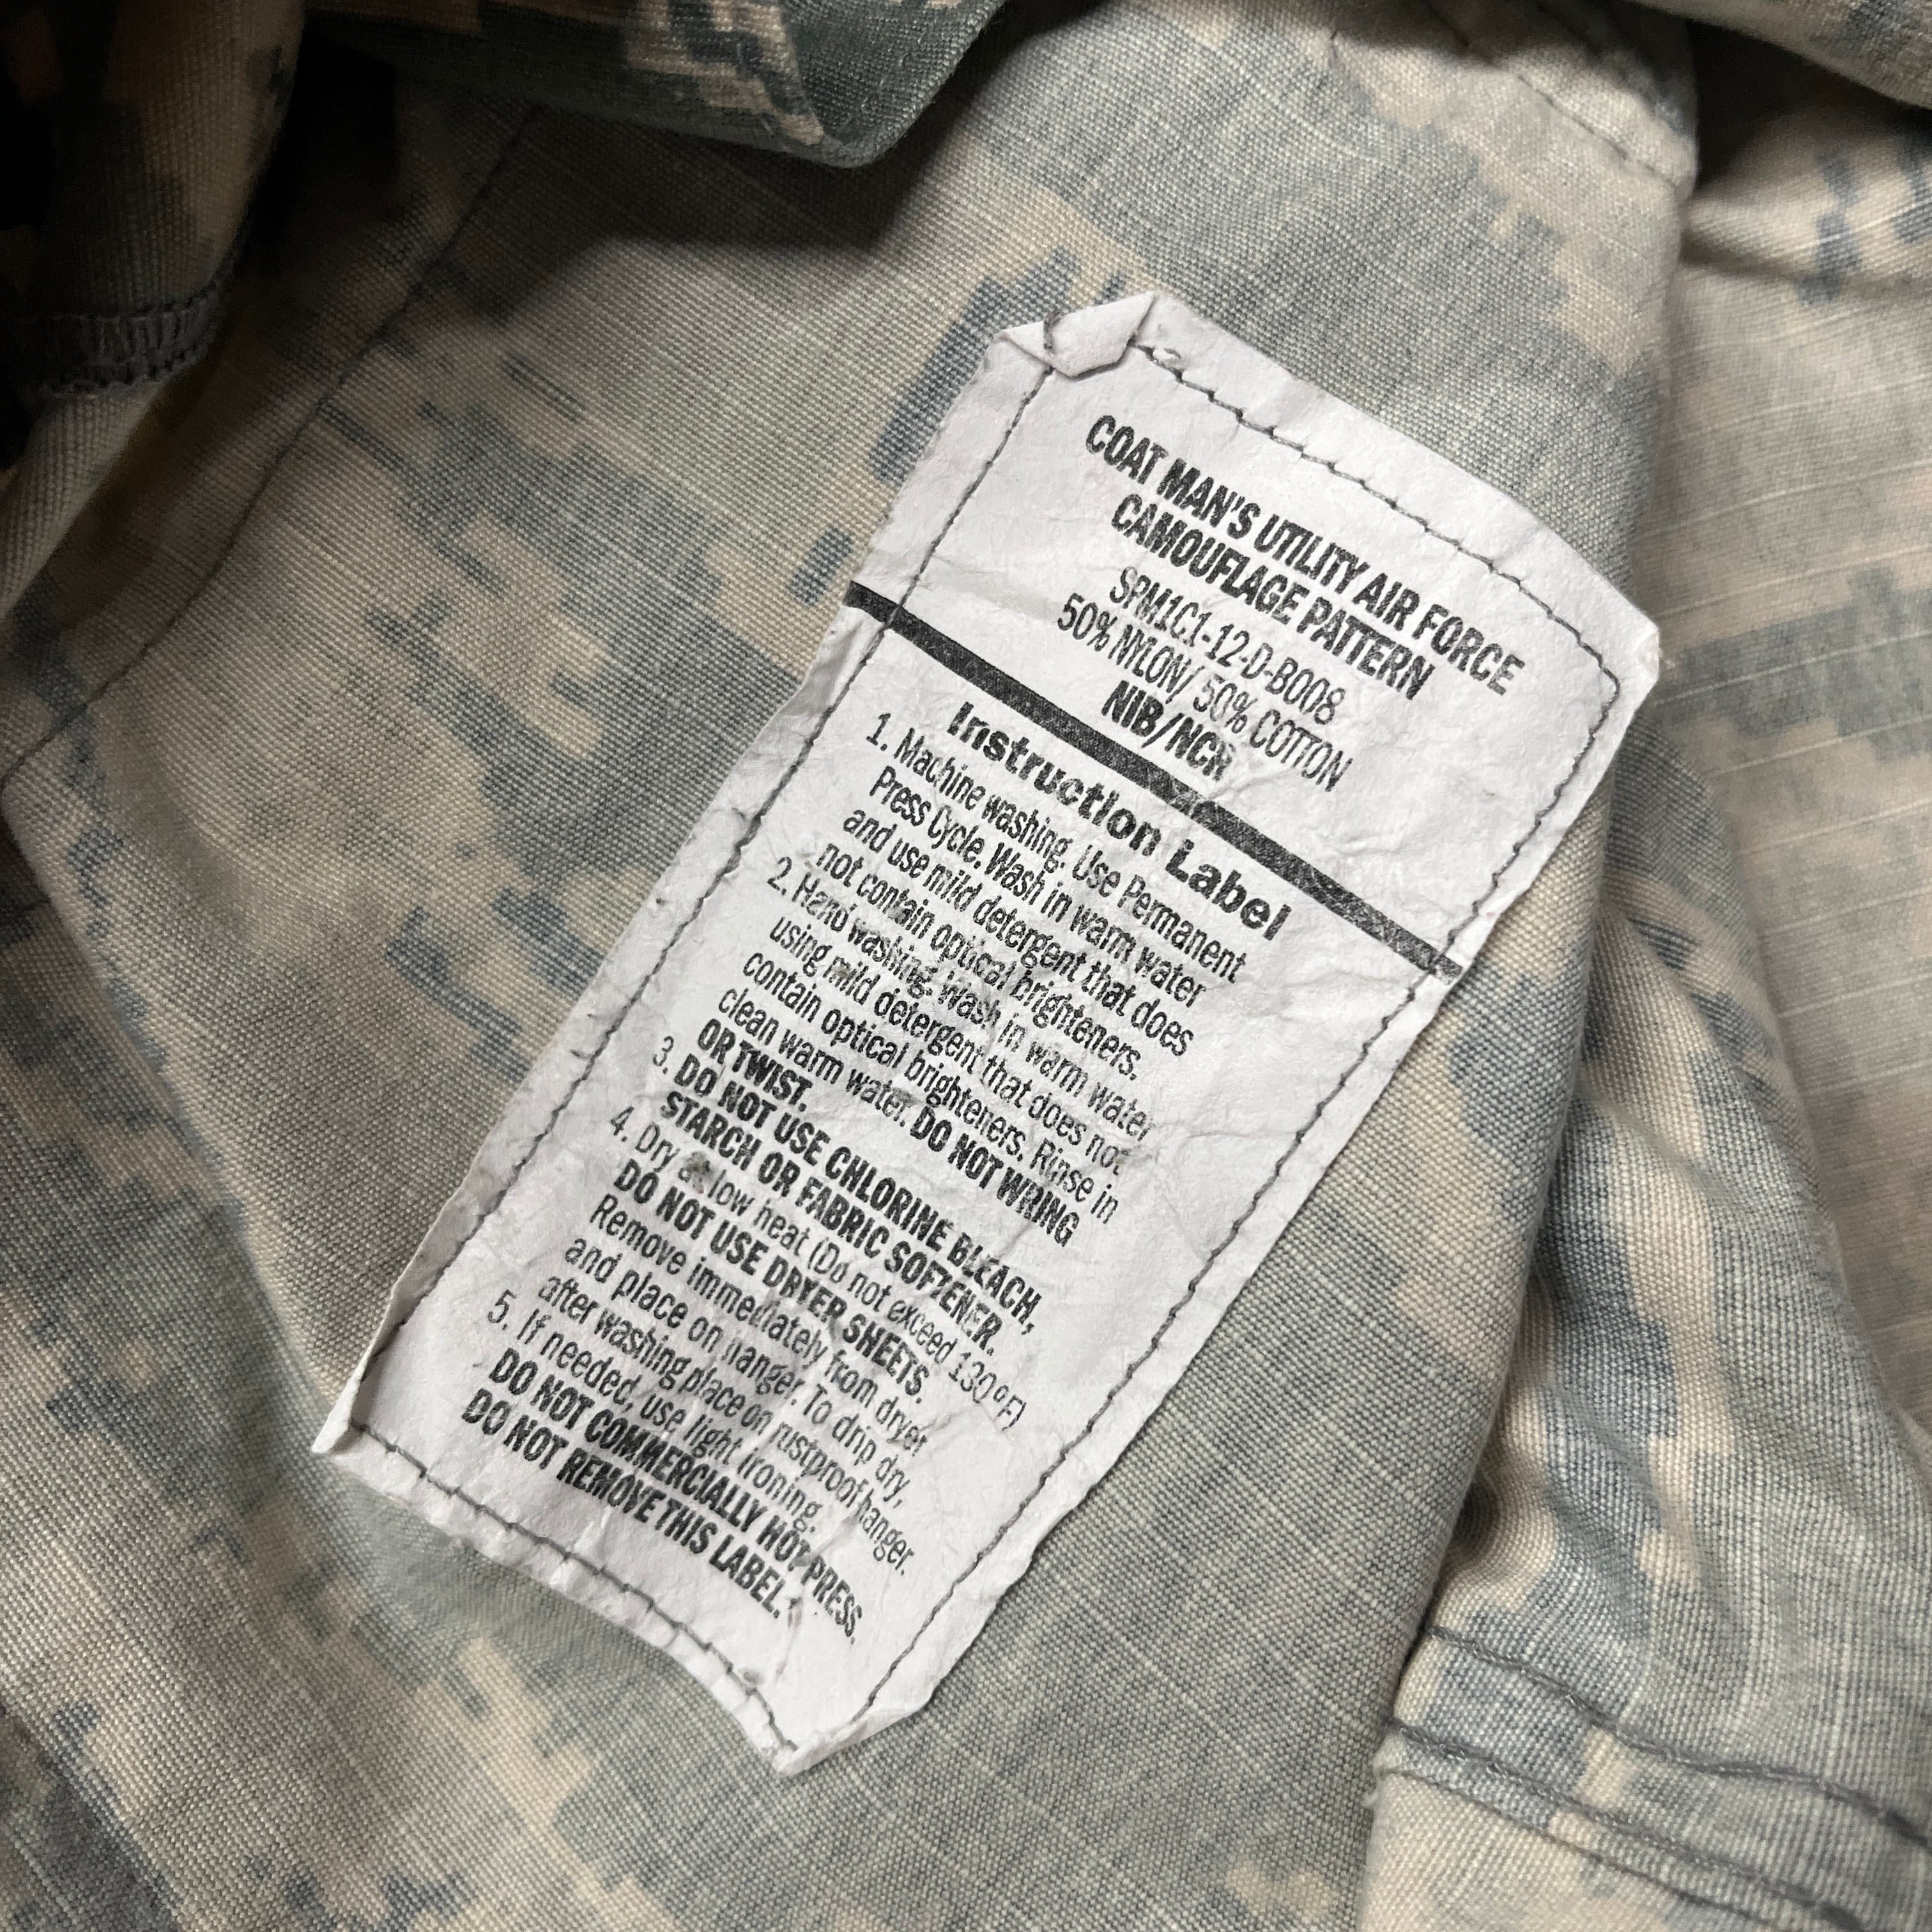 COAT MAN'S UTILITY AIR FORCE
CAMOUFLAGE PATTERN
SPM1C1-12-D-B008
50% NYLON/ 50% COTTON
NIB/NCR
Instruction Label
1. Machine washing. Use Permanent
Press Cycle. Wash in warm water
and use mild detergent that does
not contain optical brighteners.
2. Hand washing. Wash in warm water
using mild detergent that does not
contain optical brighteners. Rinse in
clean warm water. DO NOT WRING
OR TWIST.
3. DO NOT USE CHLORINE BLEACH,
STARCH OR FABRIC SOFTENER.
4. Dry at low heat (Do not exceed 130°F)
DO NOT USE DRYER SHEETS.
Remove immediately from dryer
and place on hanger. To drip dry,
after washing place on rustproof hanger.
5. If needed, use light ironing.
DO NOT COMMERCIALLY HOT PRESS.
DO NOT REMOVE THIS LABEL.